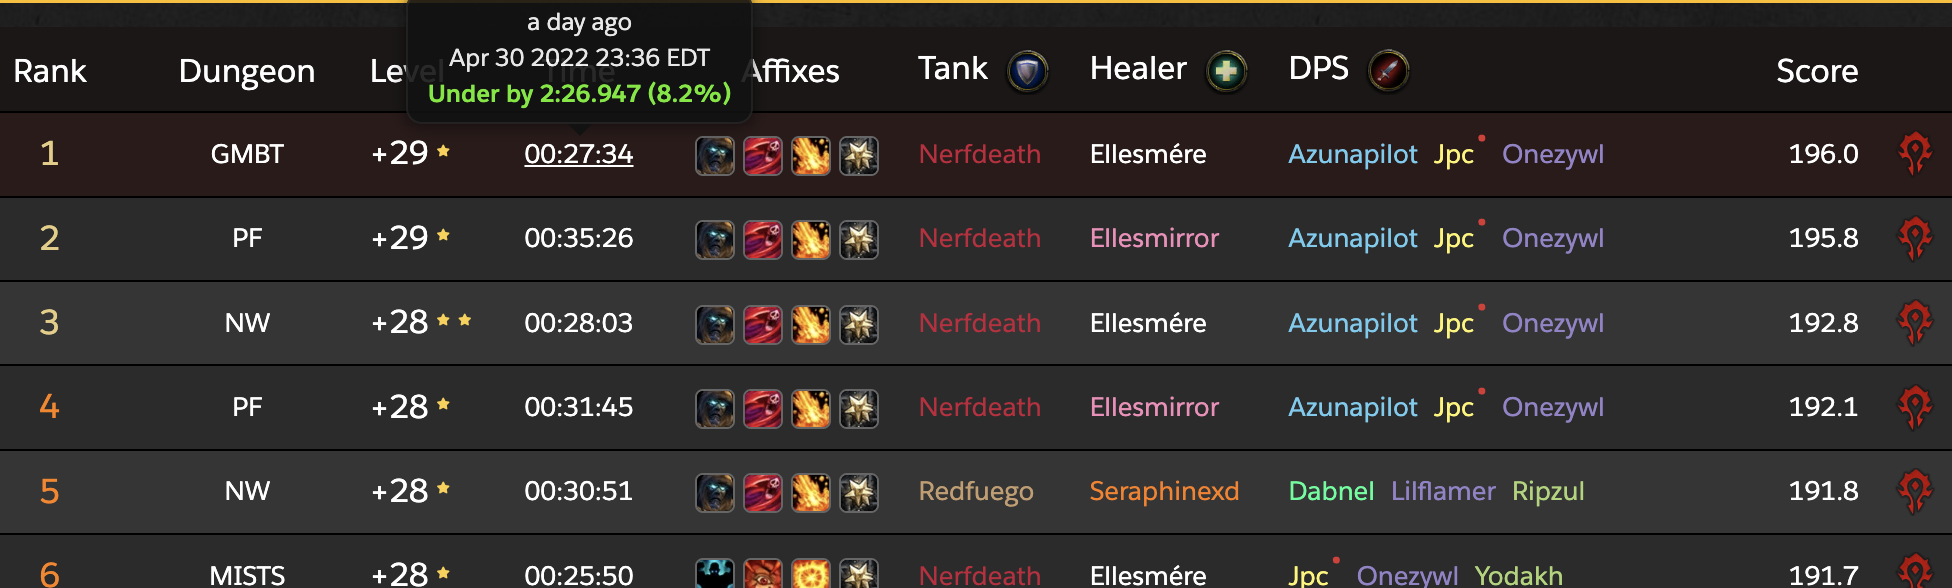 a day ago
Apr 30 2022 23:36 EDT
Under by 2:26.947 (8.2%)
Rank Dungeon Level Time Affixes Tank Healer DPS Score
1 GMBT +29 00:27:34 Nerfdeath Ellesmére Azunapilot Jpc Onezywl 196.0
2 PF +29 00:35:26 Nerfdeath Ellesmirror Azunapilot Jpc Onezywl 195.8
3 NW +28 00:28:03 Nerfdeath Ellesmére Azunapilot Jpc Onezywl 192.8
4 PF +28 00:31:45 Nerfdeath Ellesmirror Azunapilot Jpc Onezywl 192.1
5 NW +28 00:30:51 Redfuego Seraphinexd Dabnel Lilflamer Ripzul 191.8
6 MISTS +28 00:25:50 Nerfdeath Ellesmére Jpc Onezywl Yodakh 191.7